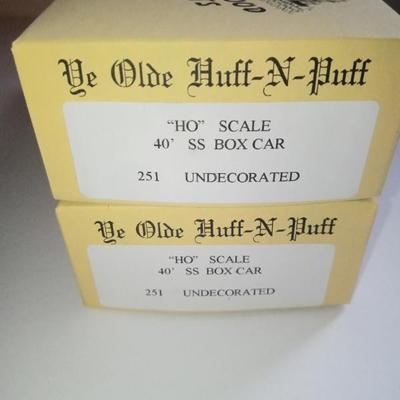 OOD
Ye Olde Huff-N-Puff
"HO" SCALE
40' SS BOX CAR
251 UNDECORATED
Ye Olde Huff-N-Puff
"HO" SCALE
40' SS BOX CAR
251 UNDECORATED